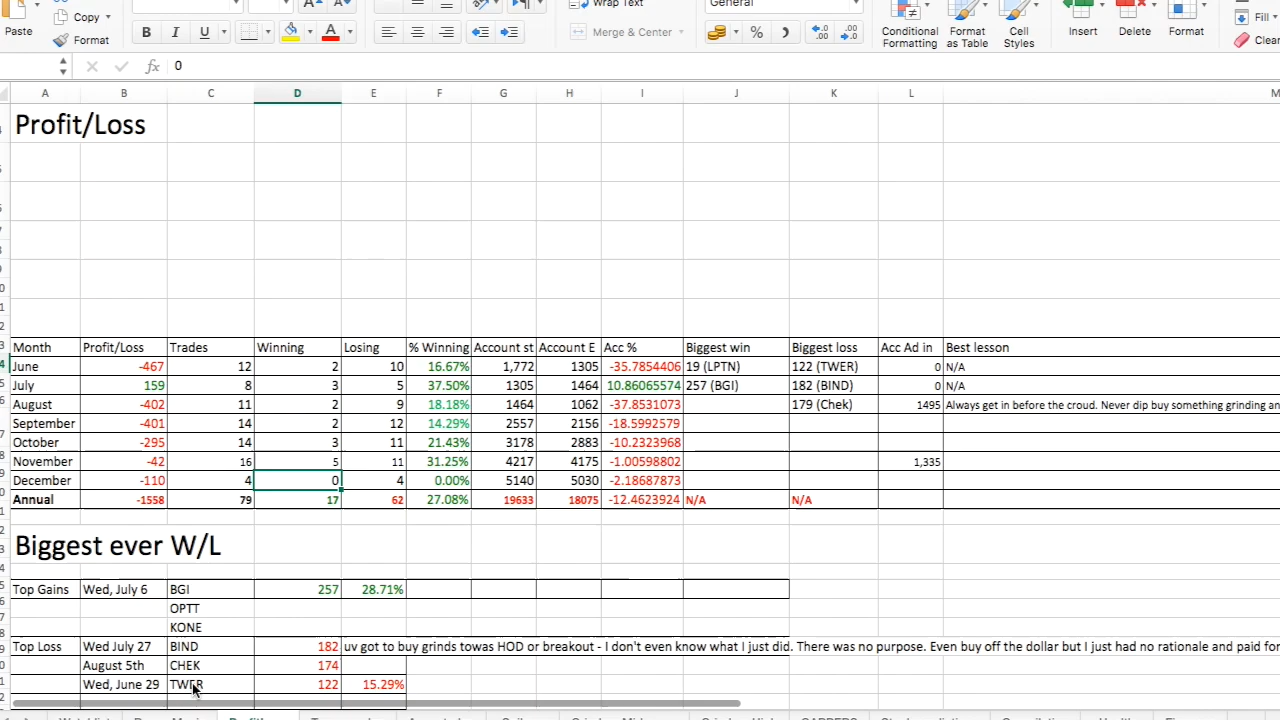 Wrap Text
General
Paste
Copy
Format
B I U
A
A
A
Merge & Center
%
Conditional Formatting
Format as Table
Cell Styles
Insert
Delete
Format
Fill
Clear
fx 0
A B C D E F G H I J K L M
Profit/Loss
Month Profit/Loss Trades Winning Losing % Winning Account st Account E Acc % Biggest win Biggest loss Acc Ad in Best lesson
June -467 12 2 10 16.67% 1,772 1305 -35.7854406 19 (LPTN) 122 (TWER) 0 N/A
July 159 8 3 5 37.50% 1305 1464 10.86065574 257 (BGI) 182 (BIND) 0 N/A
August -402 11 2 9 18.18% 1464 1062 -37.8531073 179 (Chek) 1495 Always get in before the croud. Never dip buy something grinding an
September -401 14 2 12 14.29% 2557 2156 -18.5992579
October -295 14 3 11 21.43% 3178 2883 -10.2323968
November -42 16 5 11 31.25% 4217 4175 -1.00598802 1,335
December -110 4 0 4 0.00% 5140 5030 -2.18687873
Annual -1558 79 17 62 27.08% 19633 18075 -12.4623924 N/A N/A
Biggest ever W/L
Top Gains Wed, July 6 BGI 257 28.71%
OPTT
KONE
Top Loss Wed July 27 BIND 182 uv got to buy grinds towas HOD or breakout - I don't even know what I just did. There was no purpose. Even buy off the dollar but I just had no rationale and paid for
August 5th CHEK 174
Wed, June 29 TWER 122 15.29%